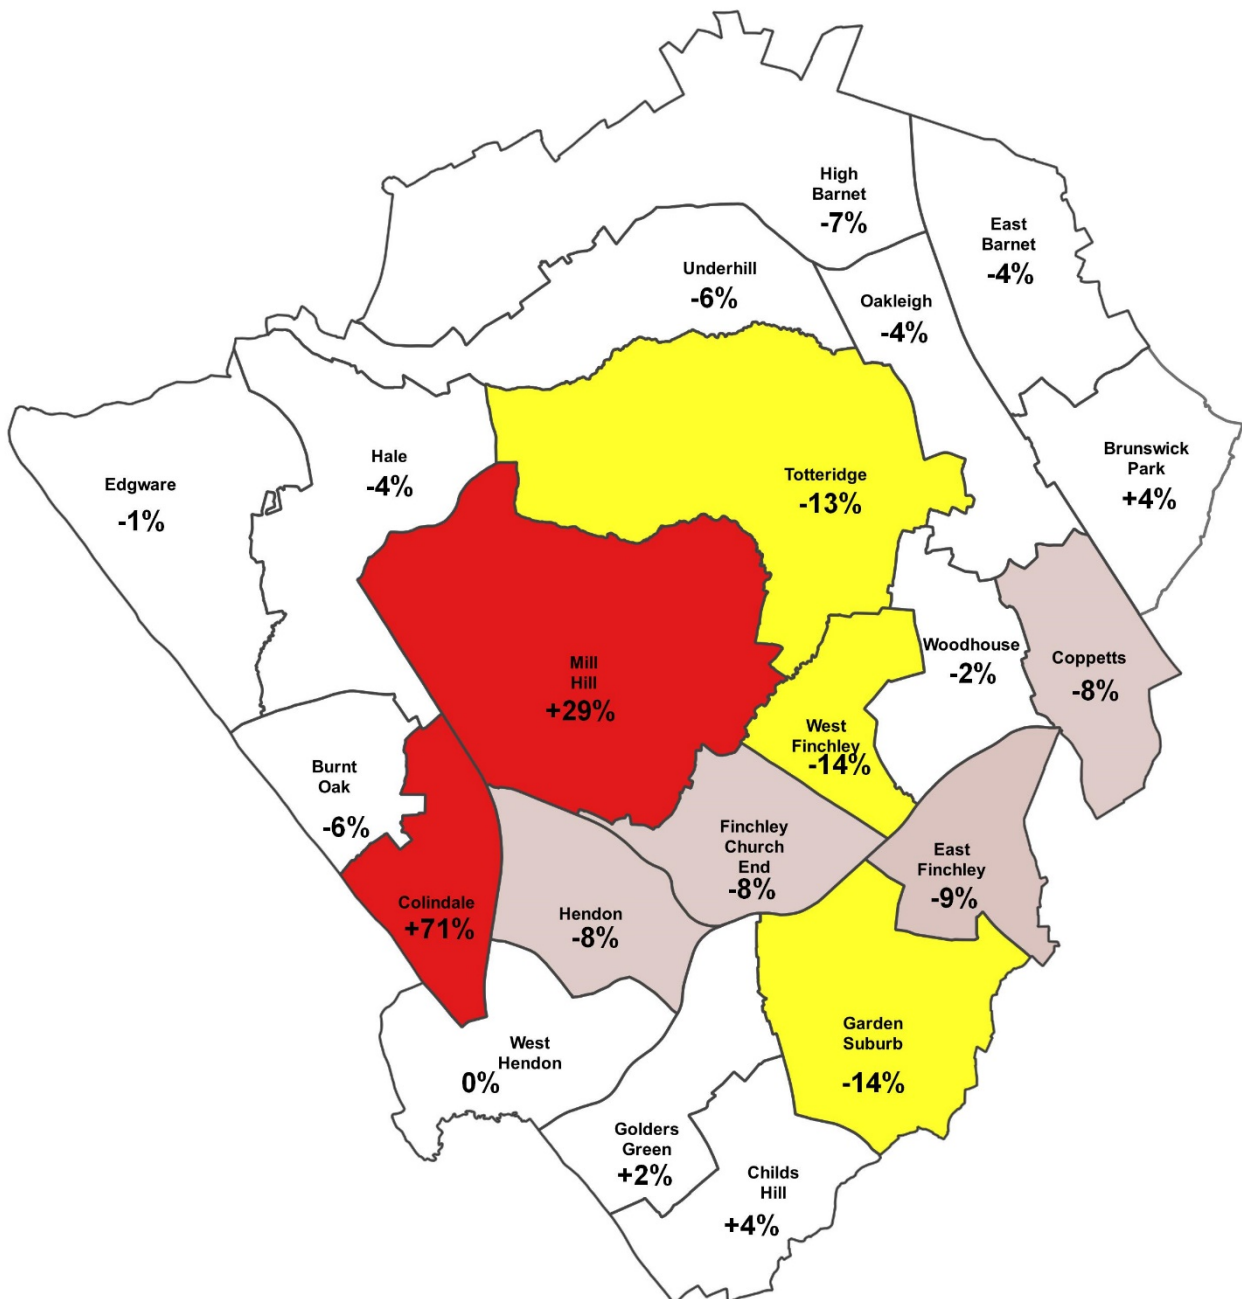 High
Barnet
-7%
East
Barnet
-4%
Underhill
-6%
Oakleigh
-4%
Brunswick
Park
+4%
Hale
-4%
Edgware
-1%
Totteridge
-13%
Woodhouse
-2%
Coppetts
-8%
Mill
Hill
+29%
West
Finchley
-14%
Burnt
Oak
-6%
Finchley
Church
End
-8%
East
Finchley
-9%
Colindale
+71%
Hendon
-8%
Garden
Suburb
-14%
West
Hendon
0%
Golders
Green
+2%
Childs
Hill
+4%